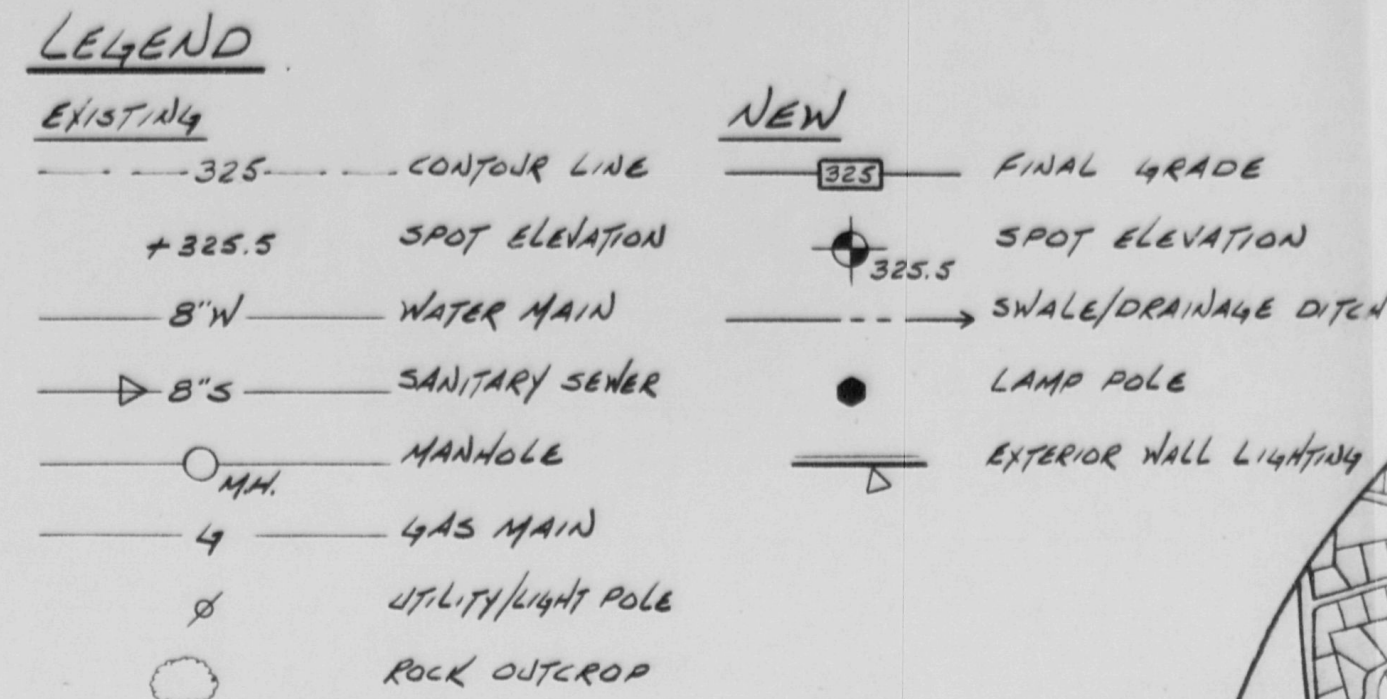 LEGEND
EXISTING
325 CONTOUR LINE
+325.5 SPOT ELEVATION
8"W WATER MAIN
8"S SANITARY SEWER
M.H. MANHOLE
G GAS MAIN
UTILITY/LIGHT POLE
ROCK OUTCROP
NEW
325 FINAL GRADE
325.5 SPOT ELEVATION
SWALE/DRAINAGE DITCH
LAMP POLE
EXTERIOR WALL LIGHTING